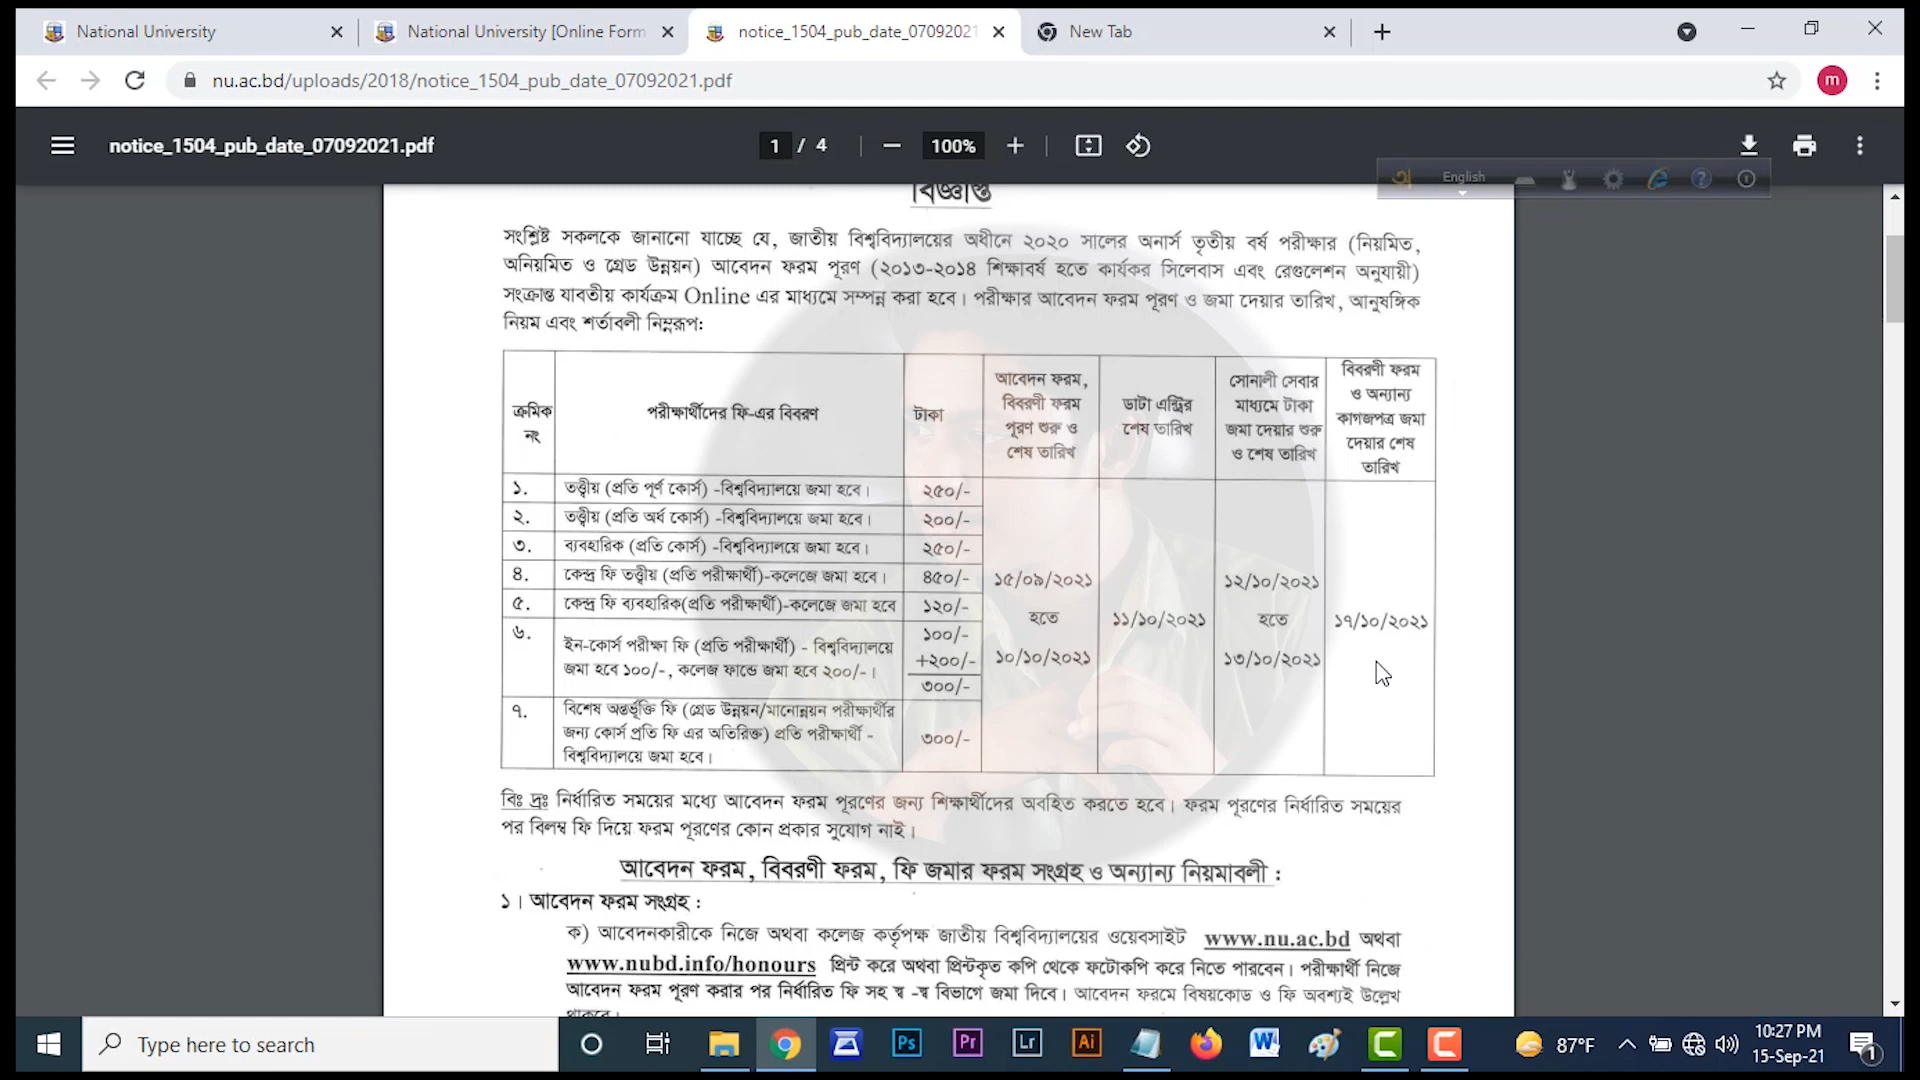 National University
National University [Online Form
notice_1504_pub_date_07092021
New Tab
nu.ac.bd/uploads/2018/notice_1504_pub_date_07092021.pdf
m
notice_1504_pub_date_07092021.pdf
1 / 4
100%
English
বিজ্ঞপ্তি
সংশ্লিষ্ট সকলকে জানানো যাচ্ছে যে, জাতীয় বিশ্ববিদ্যালয়ের অধীনে ২০২০ সালের অনার্স তৃতীয় বর্ষ পরীক্ষার (নিয়মিত,
অনিয়মিত ও গ্রেড উন্নয়ন) আবেদন ফরম পূরণ (২০১৩-২০১৪ শিক্ষাবর্ষ হতে কার্যকর সিলেবাস এবং রেগুলেশন অনুযায়ী)
সংক্রান্ত যাবতীয় কার্যক্রম Online এর মাধ্যমে সম্পন্ন করা হবে। পরীক্ষার আবেদন ফরম পূরণ ও জমা দেয়ার তারিখ, আনুষঙ্গিক
নিয়ম এবং শর্তাবলী নিম্নরূপ:
ক্রমিক
নং
পরীক্ষার্থীদের ফি-এর বিবরণ
টাকা
আবেদন ফরম,
বিবরণী ফরম
পূরণ শুরু ও
শেষ তারিখ
ডাটা এন্ট্রির
শেষ তারিখ
সোনালী সেবার
মাধ্যমে টাকা
জমা দেয়ার শুরু
ও শেষ তারিখ
বিবরণী ফরম
ও অন্যান্য
কাগজপত্র জমা
দেয়ার শেষ
তারিখ
১. তত্ত্বীয় (প্রতি পূর্ণ কোর্স) -বিশ্ববিদ্যালয়ে জমা হবে। ২৫০/-
২. তত্ত্বীয় (প্রতি অর্ধ কোর্স) -বিশ্ববিদ্যালয়ে জমা হবে। ২০০/-
৩. ব্যবহারিক (প্রতি কোর্স) -বিশ্ববিদ্যালয়ে জমা হবে। ২৫০/-
৪. কেন্দ্র ফি তত্ত্বীয় (প্রতি পরীক্ষার্থী)-কলেজে জমা হবে। ৪৫০/-
৫. কেন্দ্র ফি ব্যবহারিক(প্রতি পরীক্ষার্থী)-কলেজে জমা হবে ১২০/-
৬. ইন-কোর্স পরীক্ষা ফি (প্রতি পরীক্ষার্থী) - বিশ্ববিদ্যালয়ে
জমা হবে ১০০/-, কলেজ ফান্ডে জমা হবে ২০০/-।
১০০/-
+২০০/-
৩০০/-
৭. বিশেষ অন্তর্ভূক্তি ফি (গ্রেড উন্নয়ন/মানোন্নয়ন পরীক্ষার্থীর
জন্য কোর্স প্রতি ফি এর অতিরিক্ত) প্রতি পরীক্ষার্থী -
বিশ্ববিদ্যালয়ে জমা হবে।
৩০০/-
১৫/০৯/২০২১
হতে
১০/১০/২০২১
১১/১০/২০২১
১২/১০/২০২১
হতে
১৩/১০/২০২১
১৭/১০/২০২১
বিঃ দ্রঃ নির্ধারিত সময়ের মধ্যে আবেদন ফরম পূরণের জন্য শিক্ষার্থীদের অবহিত করতে হবে। ফরম পূরণের নির্ধারিত সময়ের
পর বিলম্ব ফি দিয়ে ফরম পূরণের কোন প্রকার সুযোগ নাই।
আবেদন ফরম, বিবরণী ফরম, ফি জমার ফরম সংগ্রহ ও অন্যান্য নিয়মাবলী :
১। আবেদন ফরম সংগ্রহ :
ক) আবেদনকারীকে নিজে অথবা কলেজ কর্তৃপক্ষ জাতীয় বিশ্ববিদ্যালয়ের ওয়েবসাইট www.nu.ac.bd অথবা
www.nubd.info/honours প্রিন্ট করে অথবা প্রিন্টকৃত কপি থেকে ফটোকপি করে নিতে পারবেন। পরীক্ষার্থী নিজে
আবেদন ফরম পূরণ করার পর নির্ধারিত ফি সহ স্ব -স্ব বিভাগে জমা দিবে। আবেদন ফরমে বিষয়কোড ও ফি অবশ্যই উল্লেখ
থাকবে।
Type here to search
Ps
Pr
Lr
Ai
W
87°F
10:27 PM
15-Sep-21
1